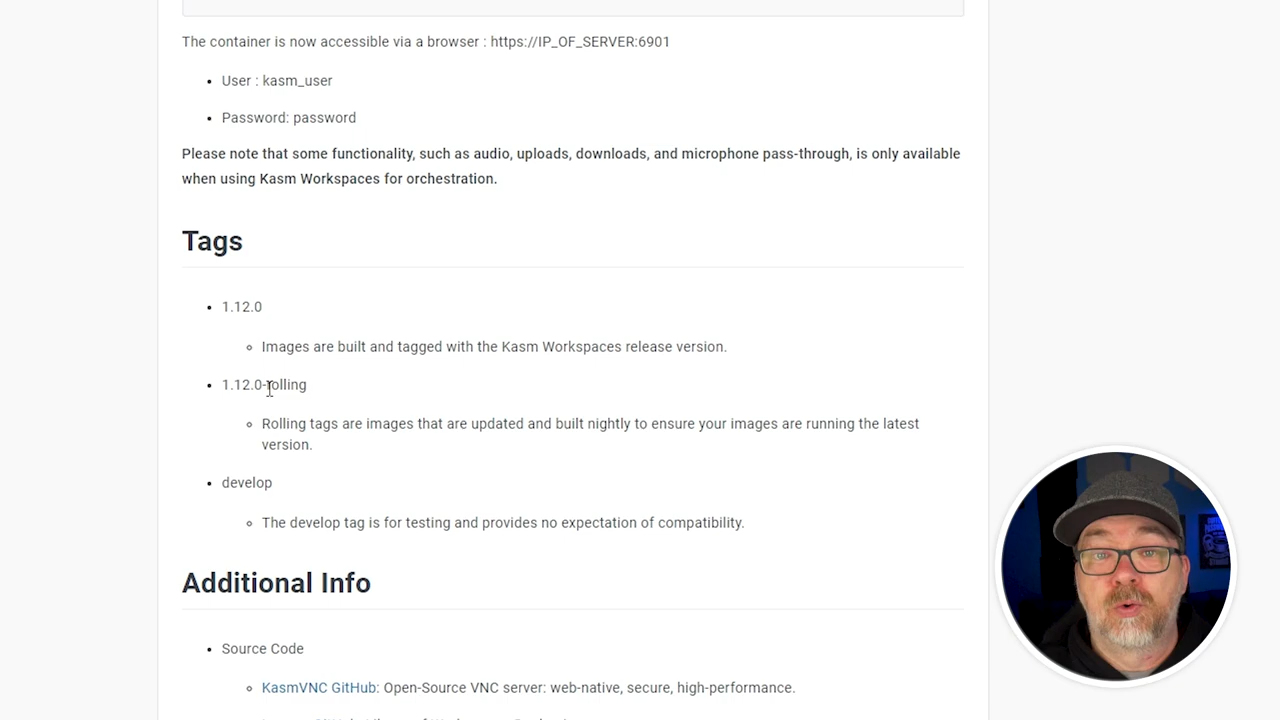 The container is now accessible via a browser : https://IP_OF_SERVER:6901
User : kasm_user
Password: password
Please note that some functionality, such as audio, uploads, downloads, and microphone pass-through, is only available
when using Kasm Workspaces for orchestration.
Tags
1.12.0
Images are built and tagged with the Kasm Workspaces release version.
1.12.0-rolling
Rolling tags are images that are updated and built nightly to ensure your images are running the latest
version.
develop
The develop tag is for testing and provides no expectation of compatibility.
Additional Info
Source Code
KasmVNC GitHub: Open-Source VNC server: web-native, secure, high-performance.